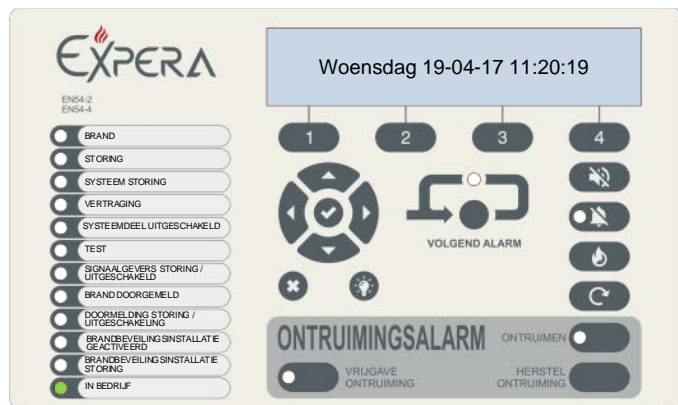 EXPERA
EN54-2
EN54-4
Woensdag 19-04-17 11:20:19
1 2 3 4
BRAND
STORING
SYSTEEM STORING
VERTRAGING
SYSTEEMDEEL UITGESCHAKELD
TEST
SIGNAALGEVERS STORING /
UITGESCHAKELD
BRAND DOORGEMELD
DOORMELDING STORING /
UITGESCHAKELING
BRANDBEVEILINGSINSTALLATIE
GEACTIVEERD
BRANDBEVEILINGSINSTALLATIE
STORING
IN BEDRIJF
VOLGEND ALARM
ONTRUIMINGSALARM
ONTRUIMEN
VRIJGAVE
ONTRUIMING
HERSTEL
ONTRUIMING